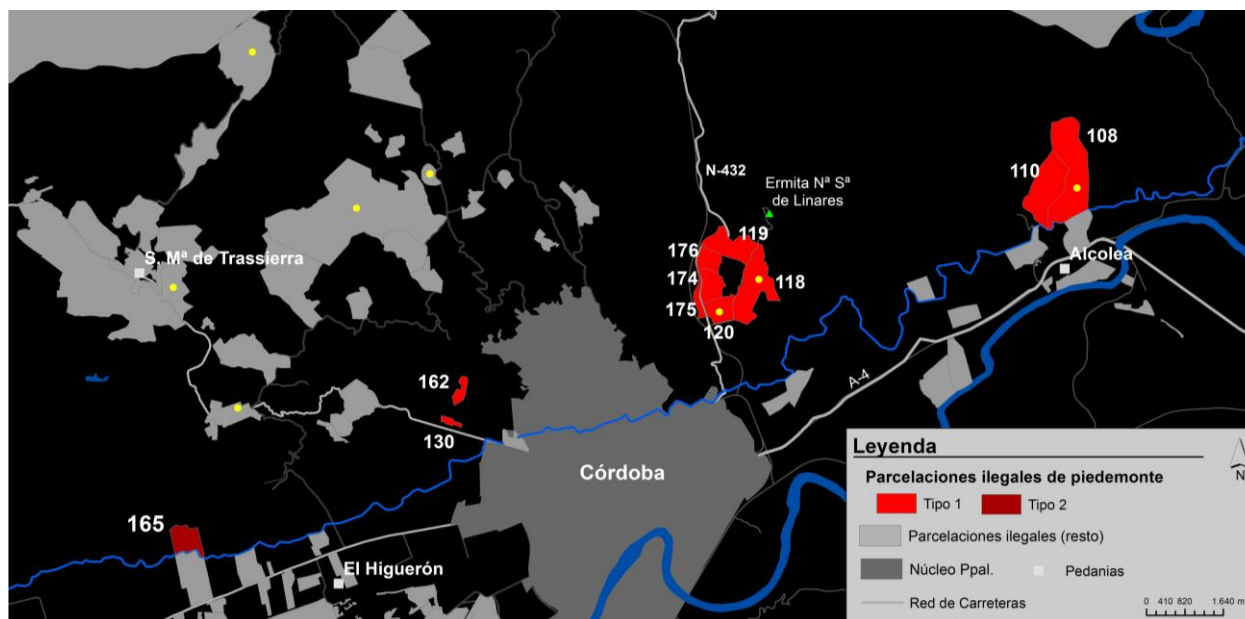 108
110
N-432
Ermita Nª Sª
de Linares
119
176
S. Mª de Trassierra
Alcolea
174
118
175
120
162
A-4
130
Córdoba
165
El Higuerón
Leyenda
N
Parcelaciones ilegales de piedemonte
Tipo 1
Tipo 2
Parcelaciones ilegales (resto)
Núcleo Ppal.
Pedanias
Red de Carreteras
0 410 820 1.640 m